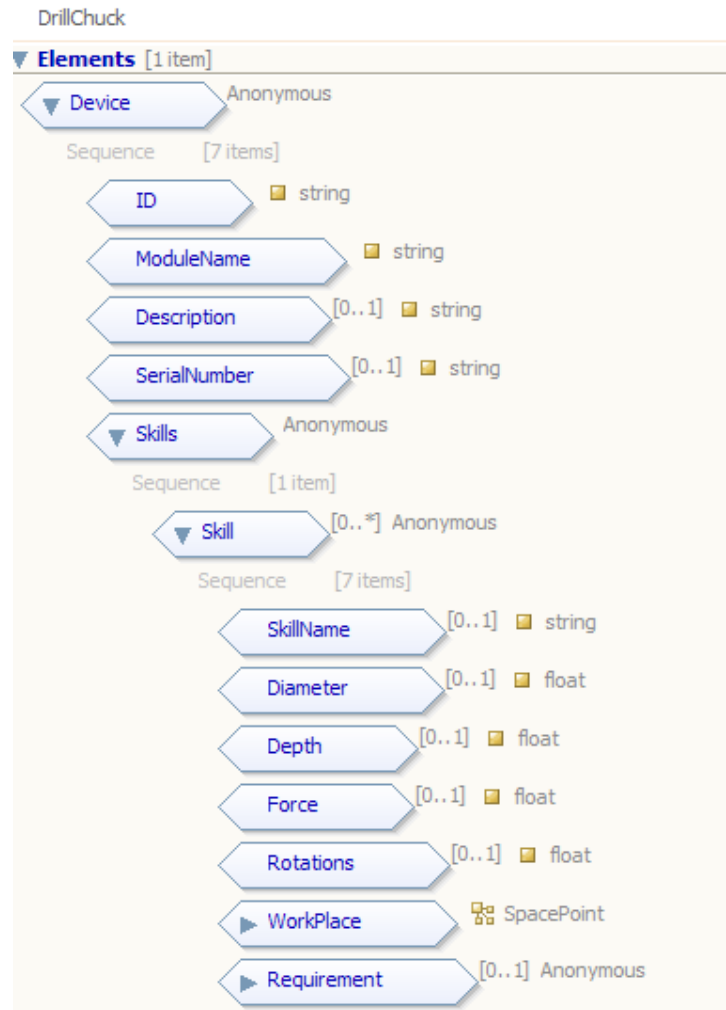 DrillChuck
Elements [1 item]
Device Anonymous
Sequence [7 items]
ID string
ModuleName string
Description [0..1] string
SerialNumber [0..1] string
Skills Anonymous
Sequence [1 item]
Skill [0..*] Anonymous
Sequence [7 items]
SkillName [0..1] string
Diameter [0..1] float
Depth [0..1] float
Force [0..1] float
Rotations [0..1] float
WorkPlace SpacePoint
Requirement [0..1] Anonymous